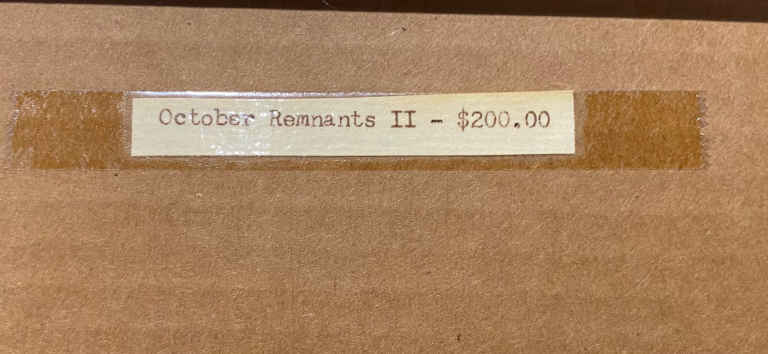 October Remnants II - $200.00